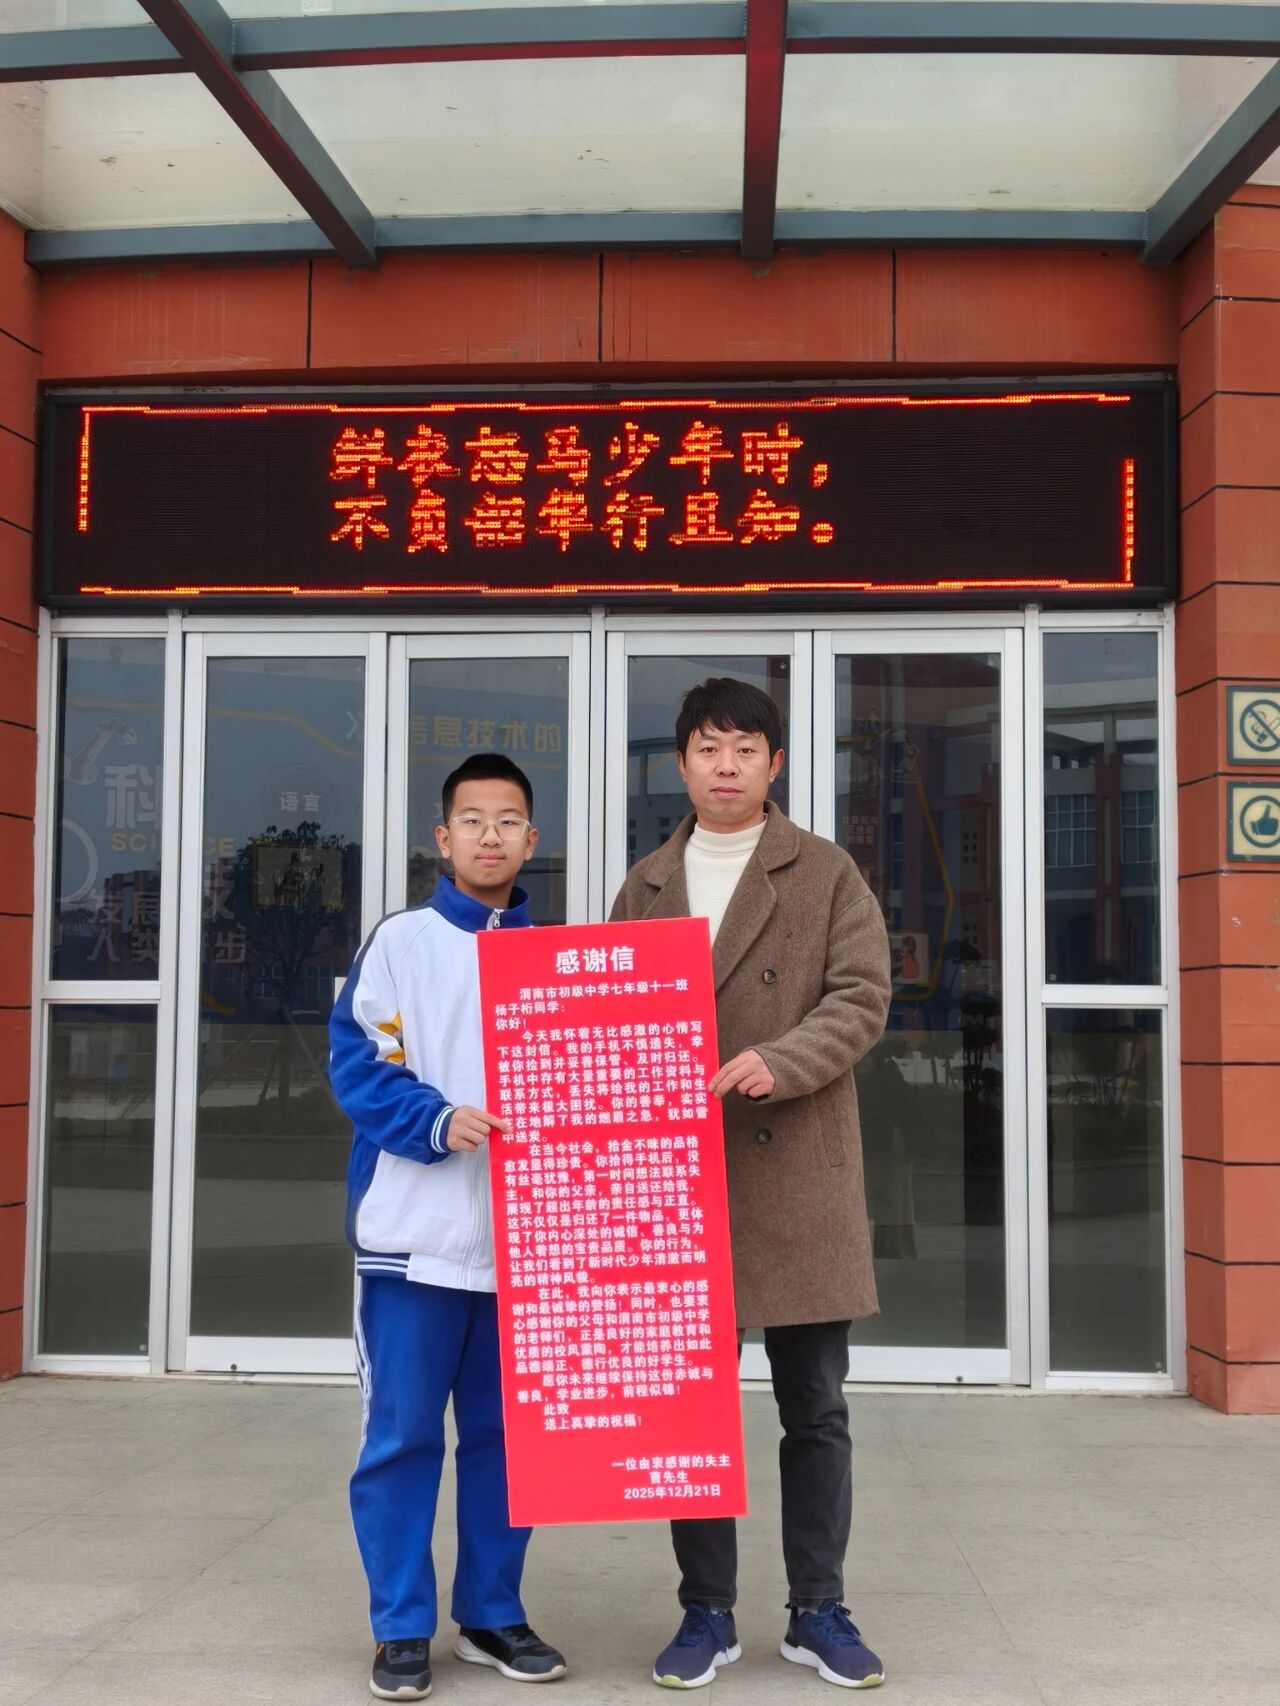 鲜衣怒马少年时，
不负韶华行且知。
信息技术的
科
SCIENCE
语言
发展
人类 步
感谢信
渭南市初级中学七年级十一班
杨子桁同学：
你好！
今天我怀着无比感激的心情写
下这封信。我的手机不慎遗失，幸
被你捡到并妥善保管、及时归还。
手机中存有大量重要的工作资料与
联系方式，丢失将给我的工作和生
活带来极大困扰。你的善举，实实
在在地解了我的燃眉之急，犹如雪
中送炭。
在当今社会，拾金不昧的品格
愈发显得珍贵。你拾得手机后，没
有丝毫犹豫，第一时间想法联系失
主，和你的父亲，亲自送还给我，
展现了超出年龄的责任感与正直。
这不仅仅是归还了一件物品，更体
现了你内心深处的诚信、善良与为
他人着想的宝贵品质。你的行为，
让我们看到了新时代少年清澈而明
亮的精神风貌。
在此，我向你表示最衷心的感
谢和最诚挚的赞扬！同时，也要衷
心感谢你的父母和渭南市初级中学
的老师们，正是良好的家庭教育和
优质的校风熏陶，才能培养出如此
品德端正、德行优良的好学生。
愿你未来继续保持这份赤诚与
善良，学业进步，前程似锦！
此致
送上真挚的祝福！
一位由衷感谢的失主
曹先生
2025年12月21日